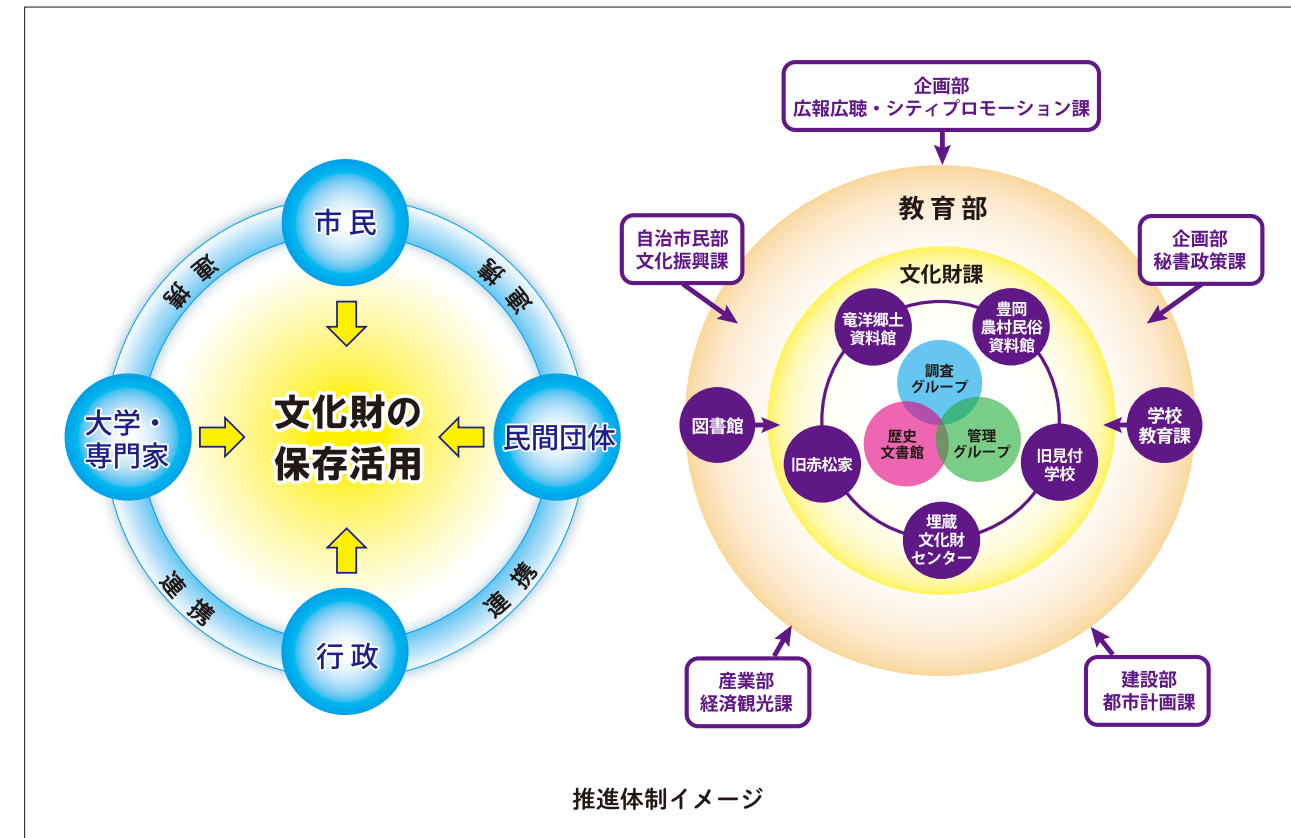 市民
連携
連携
大学・
専門家
文化財の
保存活用
民間団体
連携
連携
行政
企画部
広報広聴・シティプロモーション課
教育部
自治市民部
文化振興課
企画部
秘書政策課
文化財課
竜洋郷土
資料館
豊岡
農村民俗
資料館
調査
グループ
図書館
歴史
文書館
管理
グループ
学校
教育課
旧赤松家
旧見付
学校
埋蔵
文化財
センター
産業部
経済観光課
建設部
都市計画課
推進体制イメージ